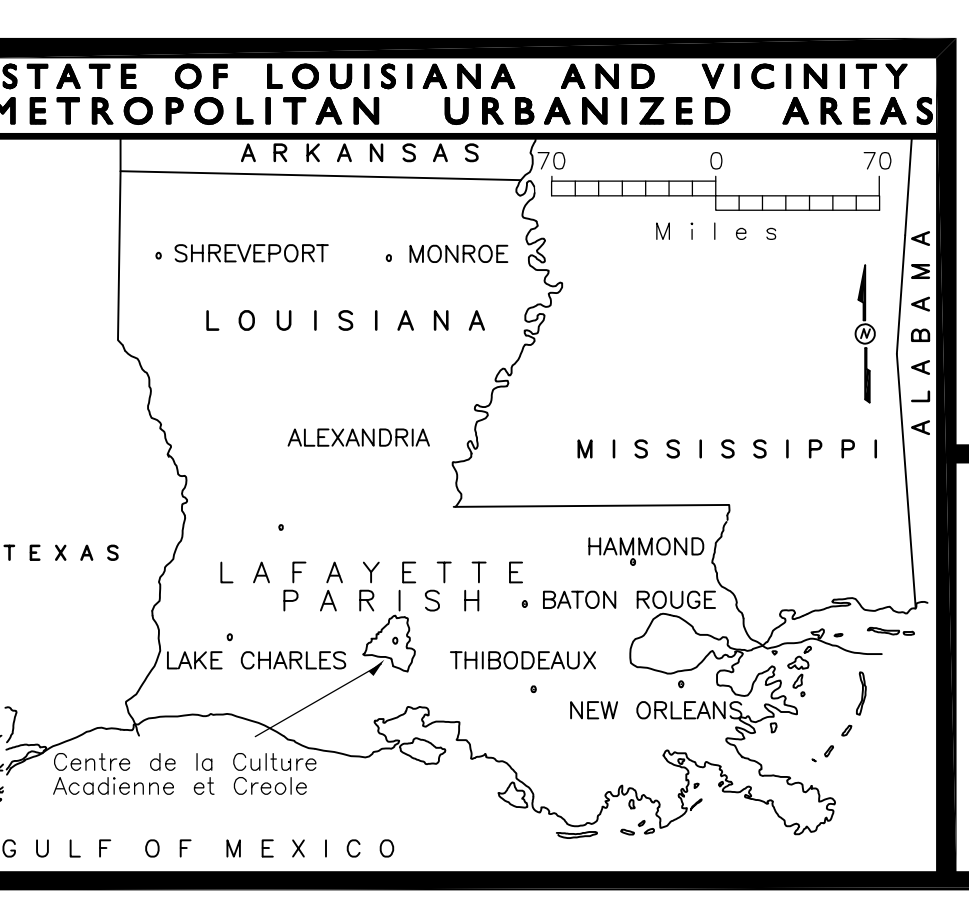 STATE OF LOUISIANA AND VICINITY
METROPOLITAN URBANIZED AREAS
ARKANSAS
70 0 70
Miles
SHREVEPORT
MONROE
ALABAMA
LOUISIANA
N
ALEXANDRIA
MISSISSIPPI
TEXAS
HAMMOND
LAFAYETTE
PARISH
BATON ROUGE
LAKE CHARLES
THIBODEAUX
NEW ORLEANS
Centre de la Culture
Acadienne et Creole
GULF OF MEXICO